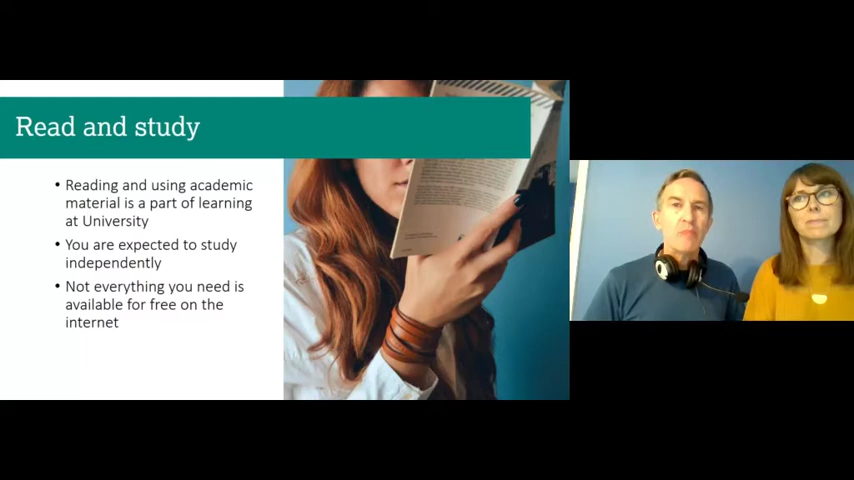 Read and study
• Reading and using academic
material is a part of learning
at University
• You are expected to study
independently
• Not everything you need is
available for free on the
internet